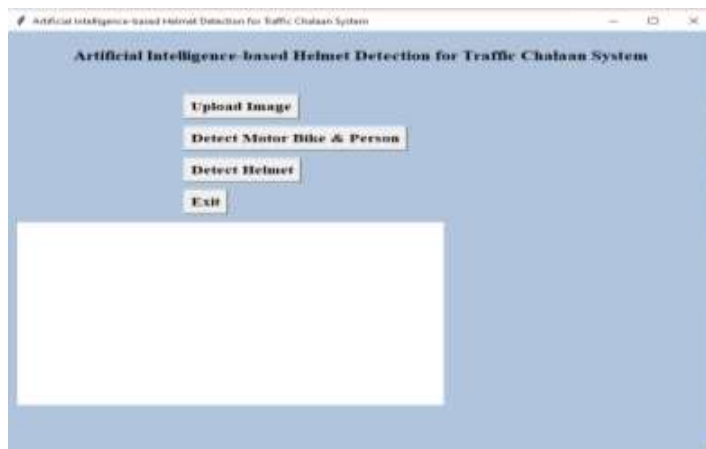 Artificial Intelligence-based Helmet Detection for Traffic Chalaan System
Artificial Intelligence-based Helmet Detection for Traffic Chalaan System
Upload Image
Detect Motor Bike & Person
Detect Helmet
Exit